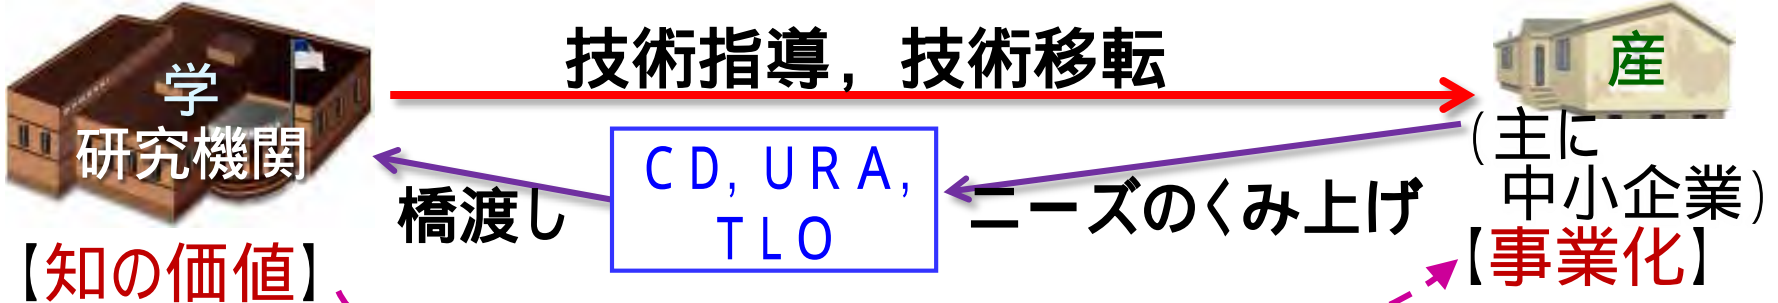 技術指導，技術移転
学
研究機関
産
(主に
中小企業)
CD, URA,
TLO
橋渡し
ニーズのくみ上げ
【知の価値】
【事業化】